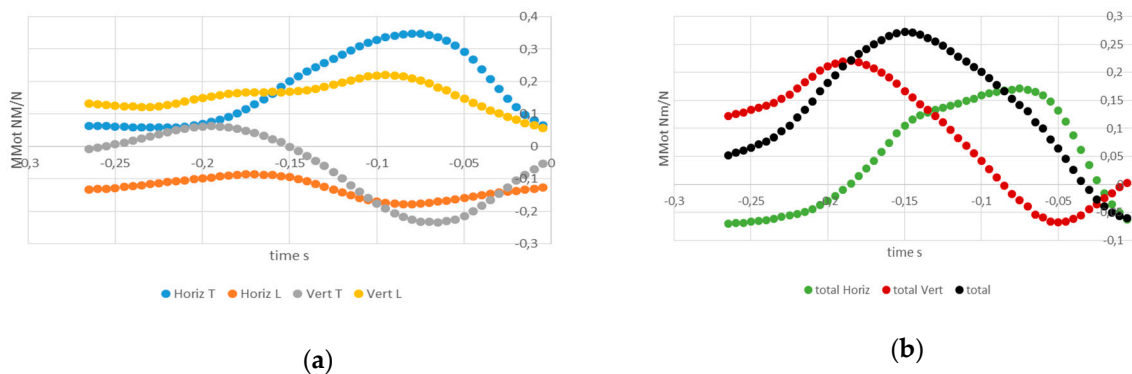 MMot NM/N
0,4
0,3
0,2
0,1
0
-0,3
-0,25
-0,2
-0,15
-0,1
-0,05
0
-0,1
-0,2
-0,3
time s
Horiz T
Horiz L
Vert T
Vert L
(a)
MMot Nm/N
0,3
0,25
0,2
0,15
0,1
0,05
-0,3
-0,25
-0,2
-0,15
-0,1
-0,05
-0,1
time s
total Horiz
total Vert
total
(b)